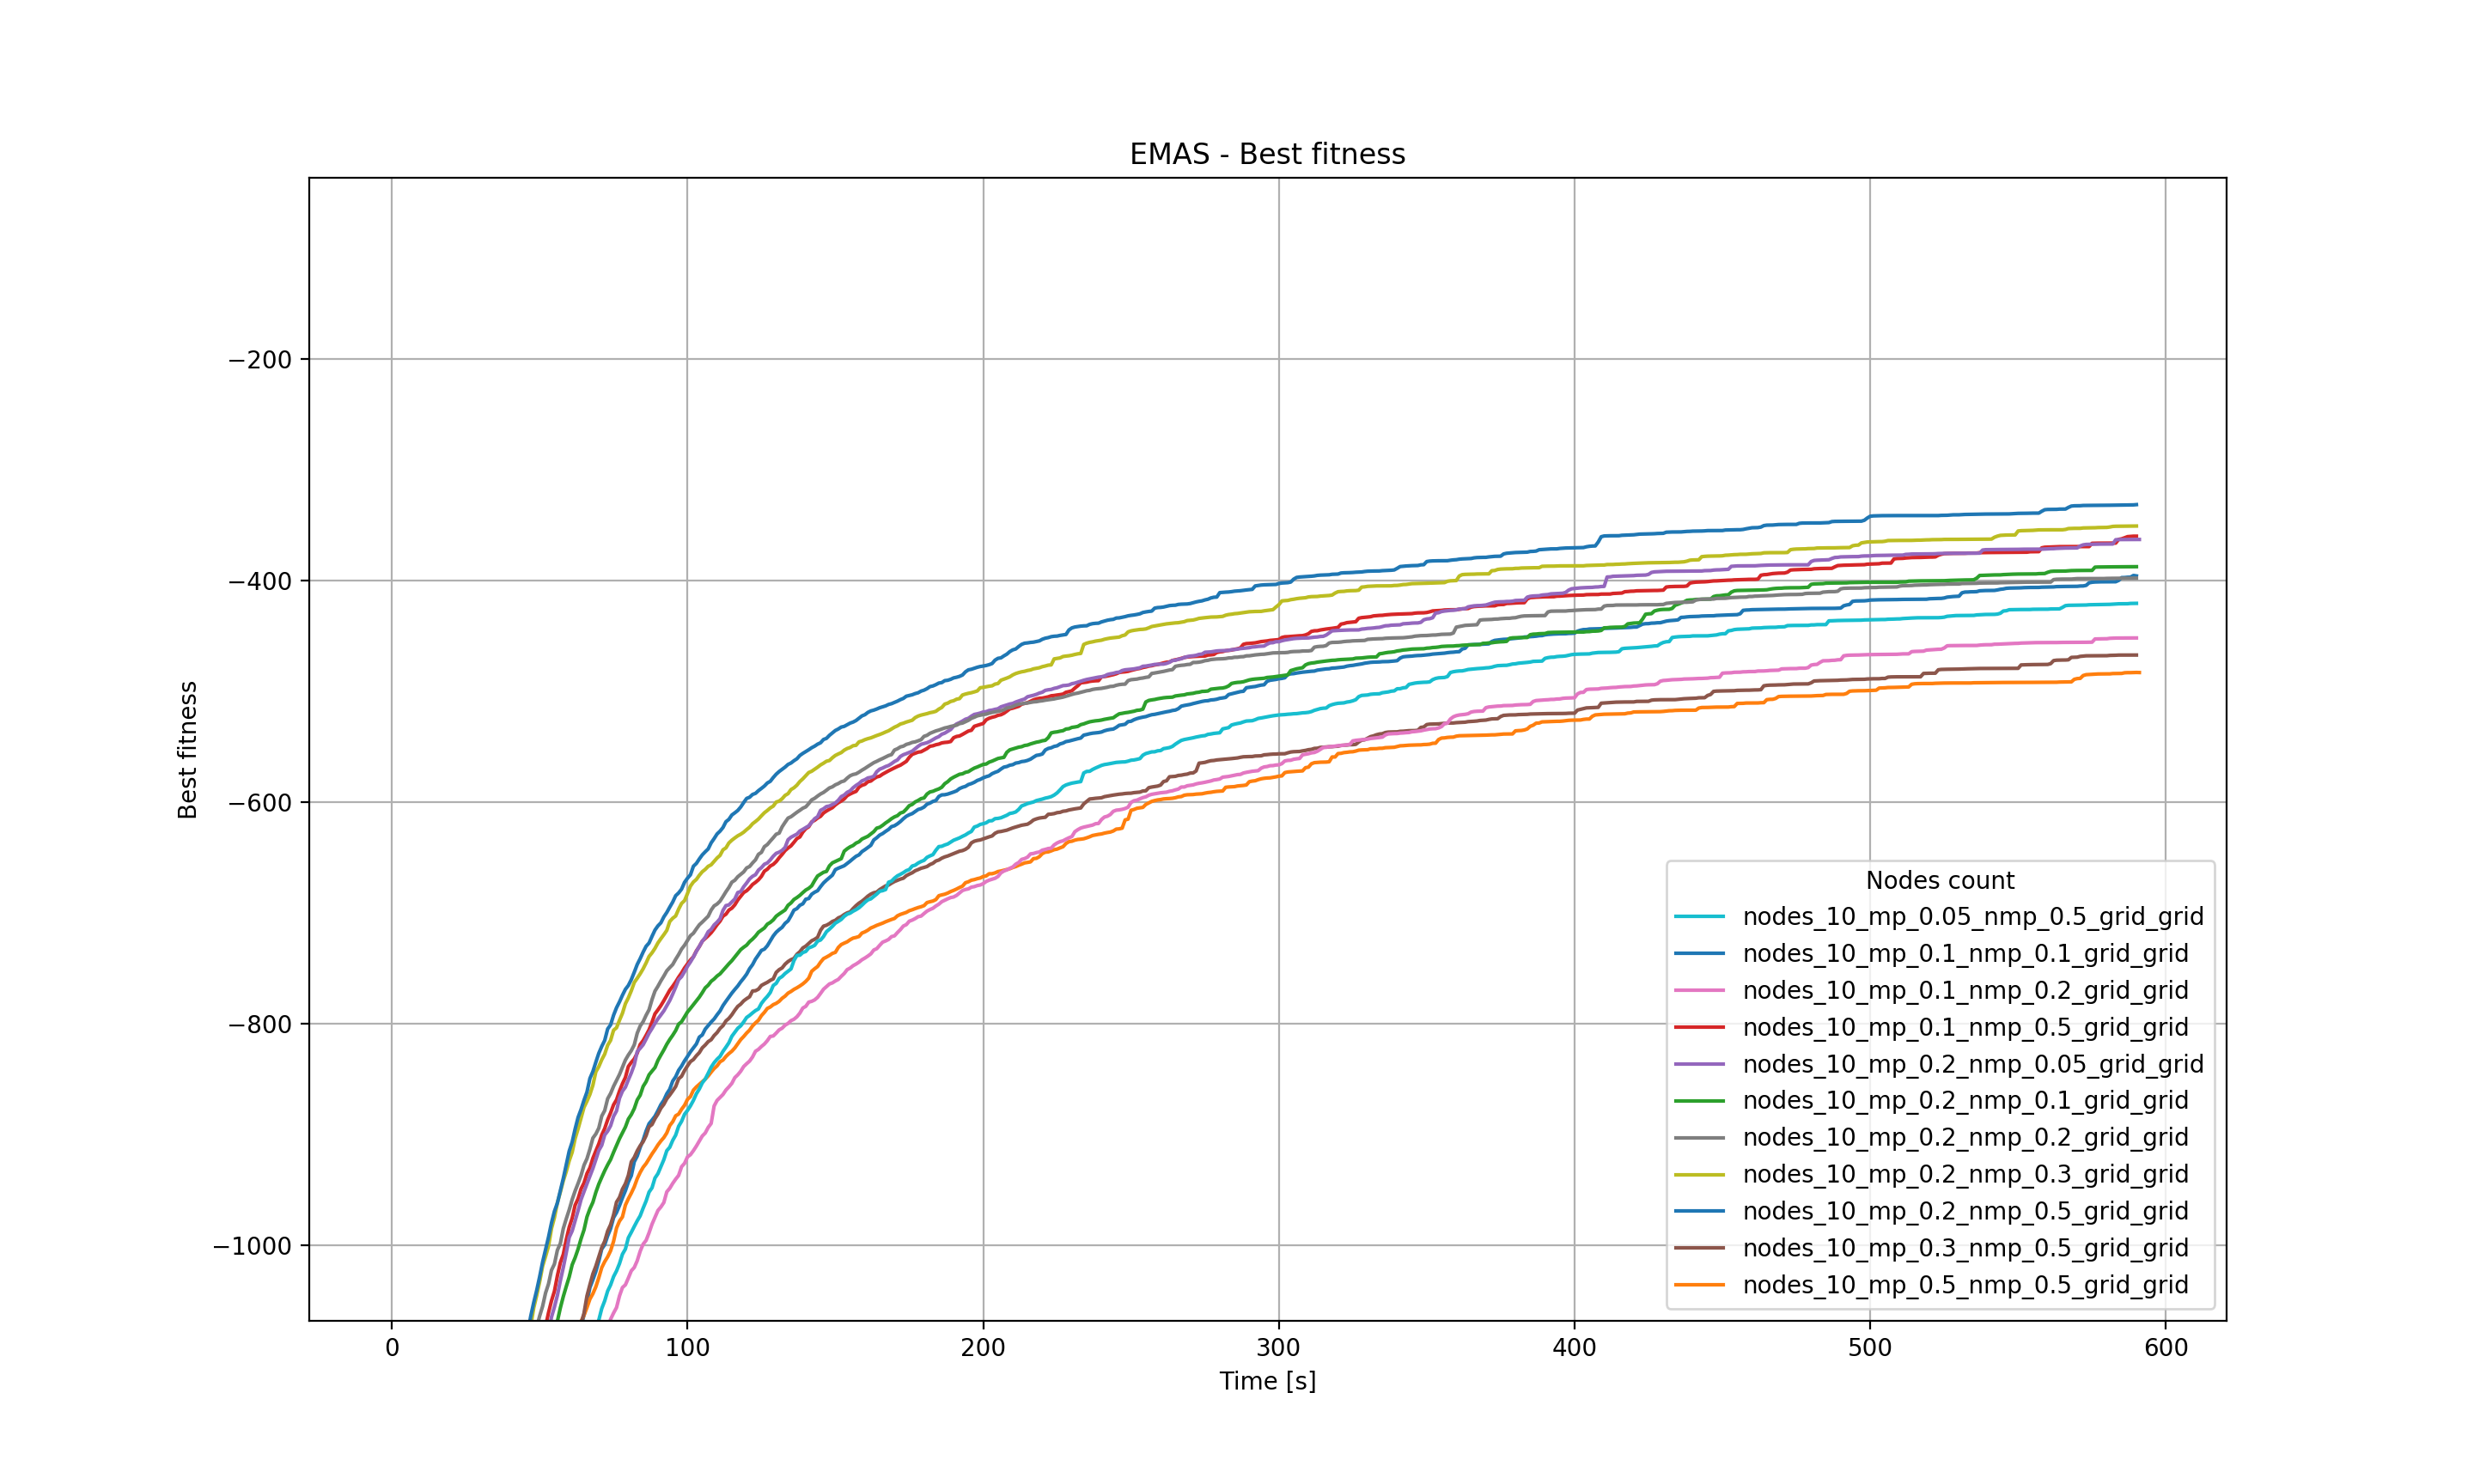 EMAS - Best fitness
Best fitness
−200
−400
−600
−800
−1000
0 100 200 300 400 500 600
Time [s]
Nodes count
nodes_10_mp_0.05_nmp_0.5_grid_grid
nodes_10_mp_0.1_nmp_0.1_grid_grid
nodes_10_mp_0.1_nmp_0.2_grid_grid
nodes_10_mp_0.1_nmp_0.5_grid_grid
nodes_10_mp_0.2_nmp_0.05_grid_grid
nodes_10_mp_0.2_nmp_0.1_grid_grid
nodes_10_mp_0.2_nmp_0.2_grid_grid
nodes_10_mp_0.2_nmp_0.3_grid_grid
nodes_10_mp_0.2_nmp_0.5_grid_grid
nodes_10_mp_0.3_nmp_0.5_grid_grid
nodes_10_mp_0.5_nmp_0.5_grid_grid